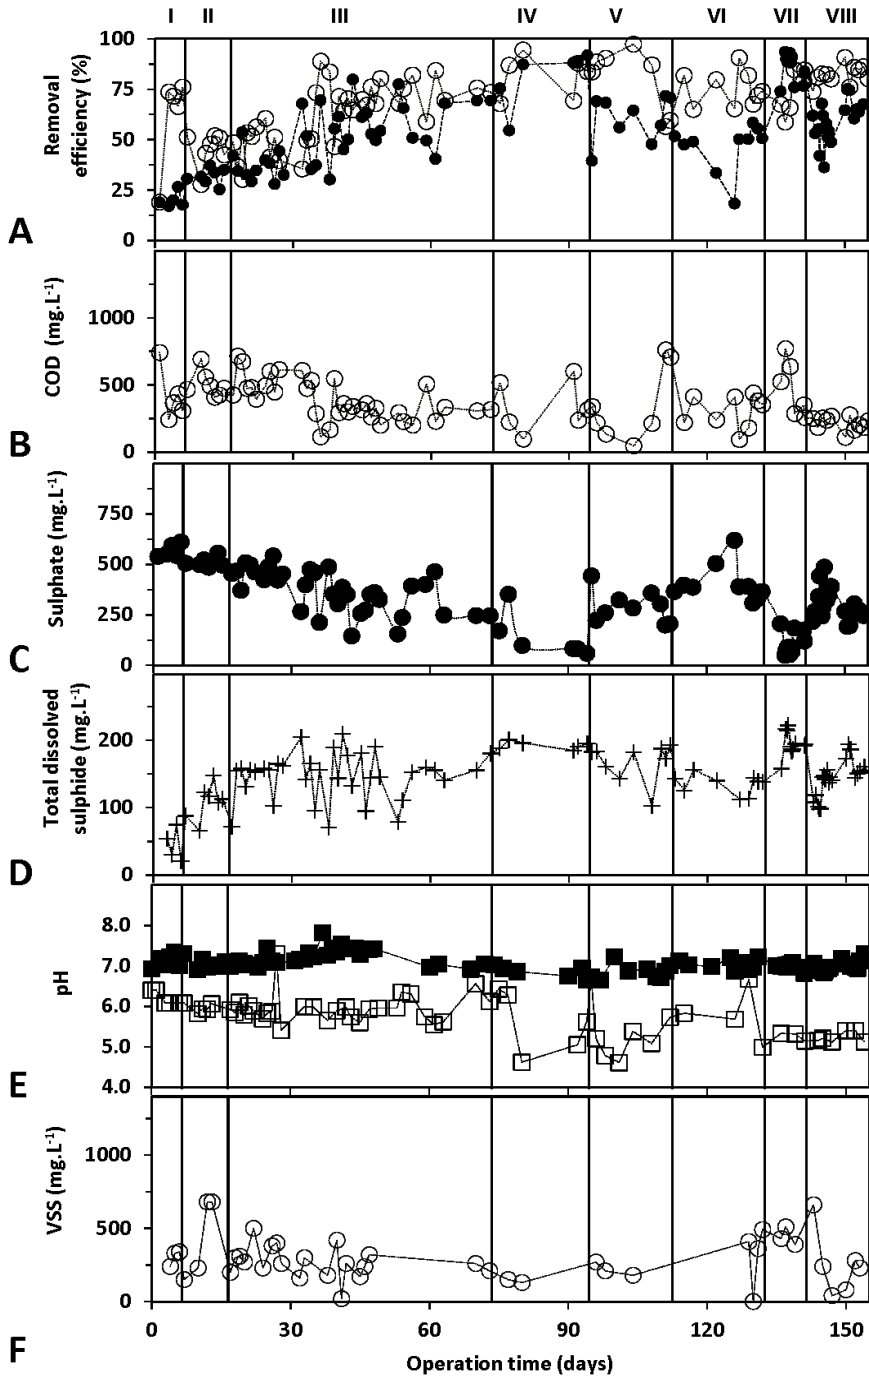 I II III IV V VI VII VIII
100
75
50
25
0
Removal
efficiency (%)
A
1000
500
0
COD (mg.L-1)
B
750
500
250
0
Sulphate (mg.L-1)
C
200
100
0
Total dissolved
sulphide (mg.L-1)
D
8.0
7.0
6.0
5.0
4.0
pH
E
1000
500
0
VSS (mg.L-1)
0 30 60 90 120 150
F
Operation time (days)